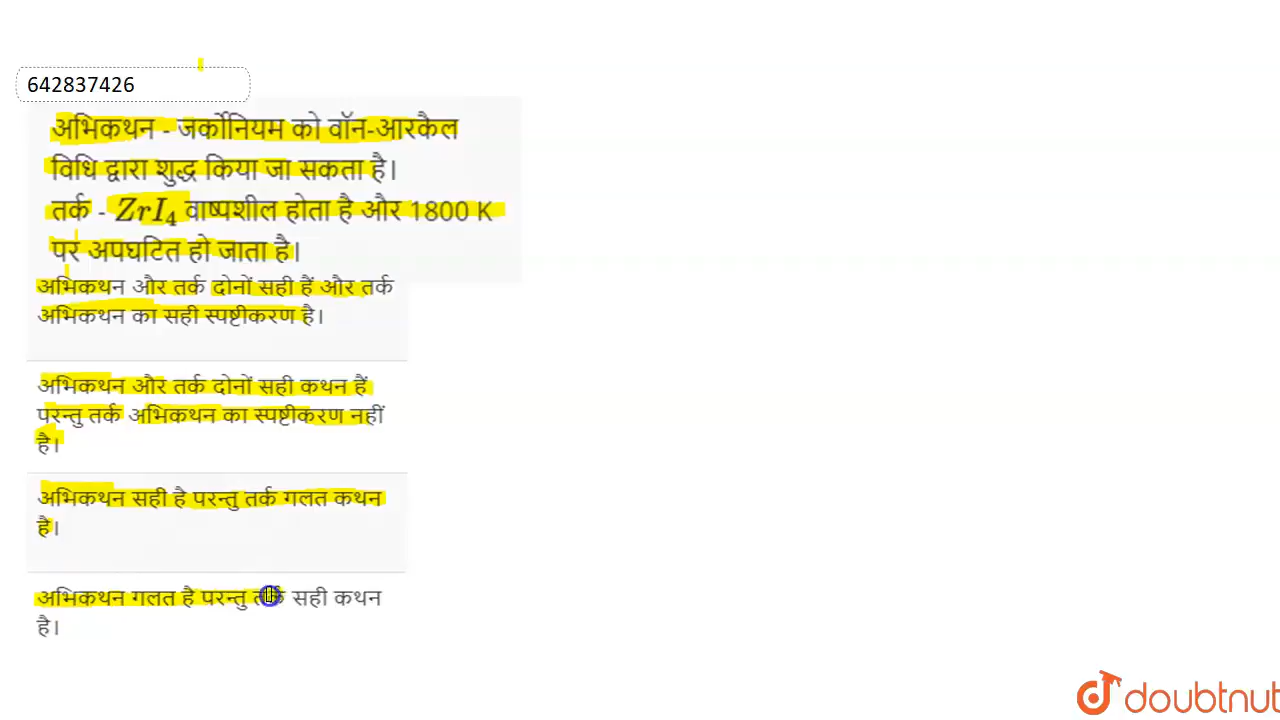 642837426
अभिकथन - जर्कोनियम को वॉन-आरकैल
विधि द्वारा शुद्ध किया जा सकता है।
तर्क - ZrI₄ वाष्पशील होता है और 1800 K
पर अपघटित हो जाता है।
अभिकथन और तर्क दोनों सही हैं और तर्क
अभिकथन का सही स्पष्टीकरण है।
अभिकथन और तर्क दोनों सही कथन हैं
परन्तु तर्क अभिकथन का स्पष्टीकरण नहीं
है।
अभिकथन सही है परन्तु तर्क गलत कथन
है।
अभिकथन गलत है परन्तु तर्क सही कथन
है।
doubtnut